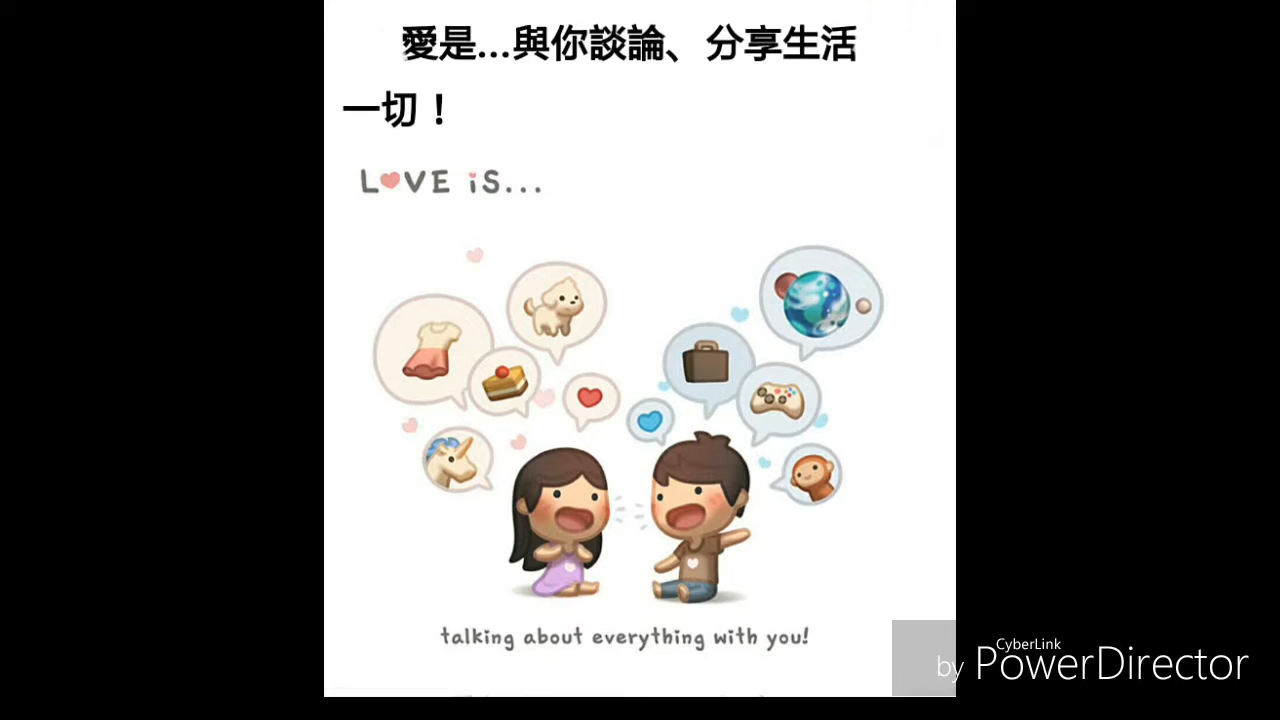 愛是...與你談論、分享生活
一切！
LOVE iS...
talking about everything with you!
CyberLink
by PowerDirector